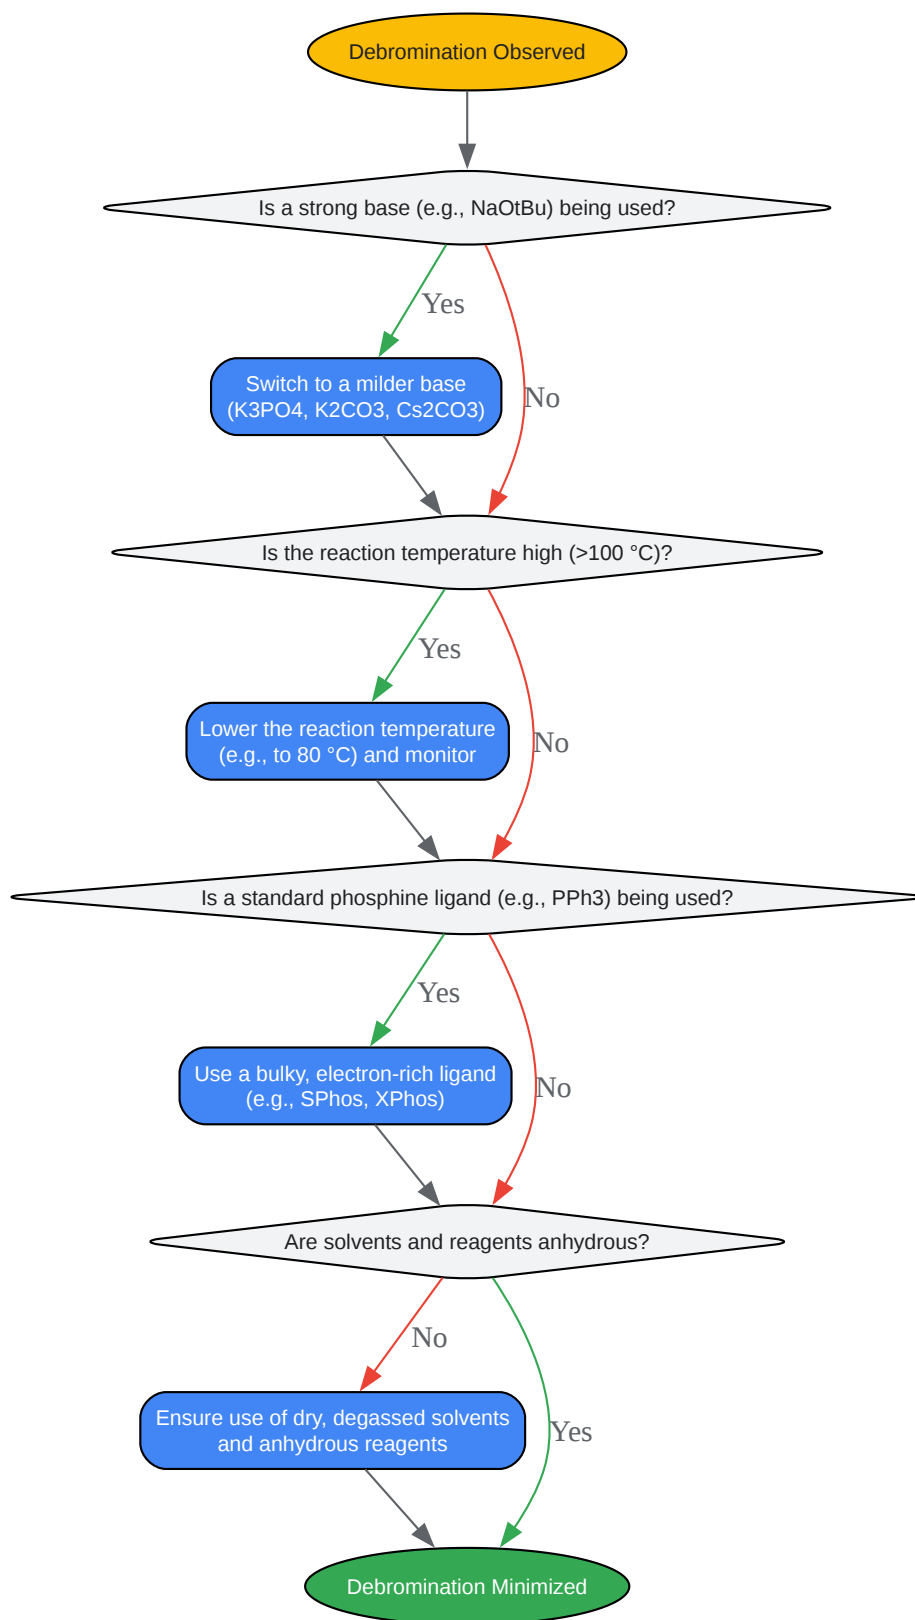 Debromination Observed
Is a strong base (e.g., NaOtBu) being used?
Yes
Switch to a milder base
(K3PO4, K2CO3, Cs2CO3)
No
Is the reaction temperature high (>100 °C)?
Yes
Lower the reaction temperature
(e.g., to 80 °C) and monitor
No
Is a standard phosphine ligand (e.g., PPh3) being used?
Yes
Use a bulky, electron-rich ligand
(e.g., SPhos, XPhos)
No
Are solvents and reagents anhydrous?
No
Ensure use of dry, degassed solvents
and anhydrous reagents
Yes
Debromination Minimized